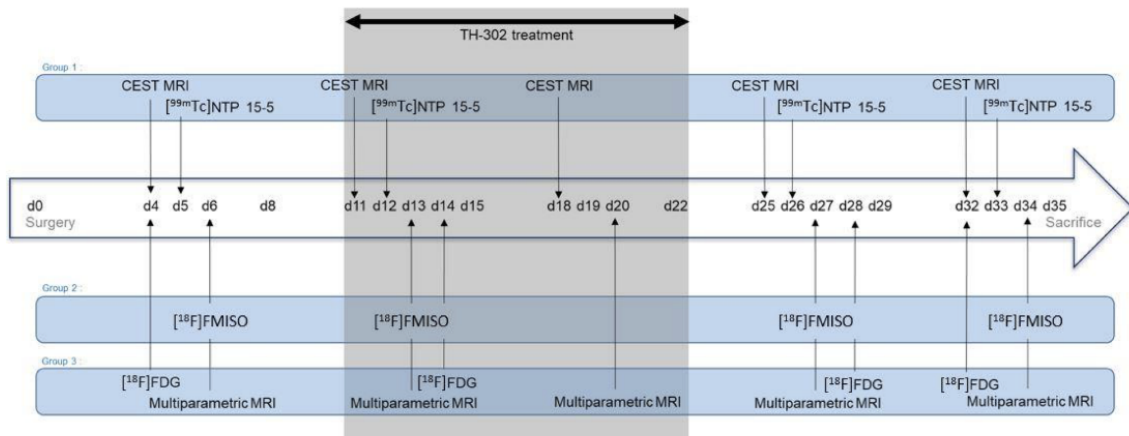 TH-302 treatment
Group 1 :
CEST MRI CEST MRI CEST MRI CEST MRI CEST MRI
[⁹⁹ᵐTc]NTP 15-5 [⁹⁹ᵐTc]NTP 15-5 [⁹⁹ᵐTc]NTP 15-5 [⁹⁹ᵐTc]NTP 15-5
d0 d4 d5 d6 d8 d11 d12 d13 d14 d15 d18 d19 d20 d22 d25 d26 d27 d28 d29 d32 d33 d34 d35
Surgery Sacrifice
Group 2 :
[¹⁸F]FMISO [¹⁸F]FMISO [¹⁸F]FMISO [¹⁸F]FMISO
Group 3 :
[¹⁸F]FDG [¹⁸F]FDG [¹⁸F]FDG [¹⁸F]FDG
Multiparametric MRI Multiparametric MRI Multiparametric MRI Multiparametric MRI Multiparametric MRI